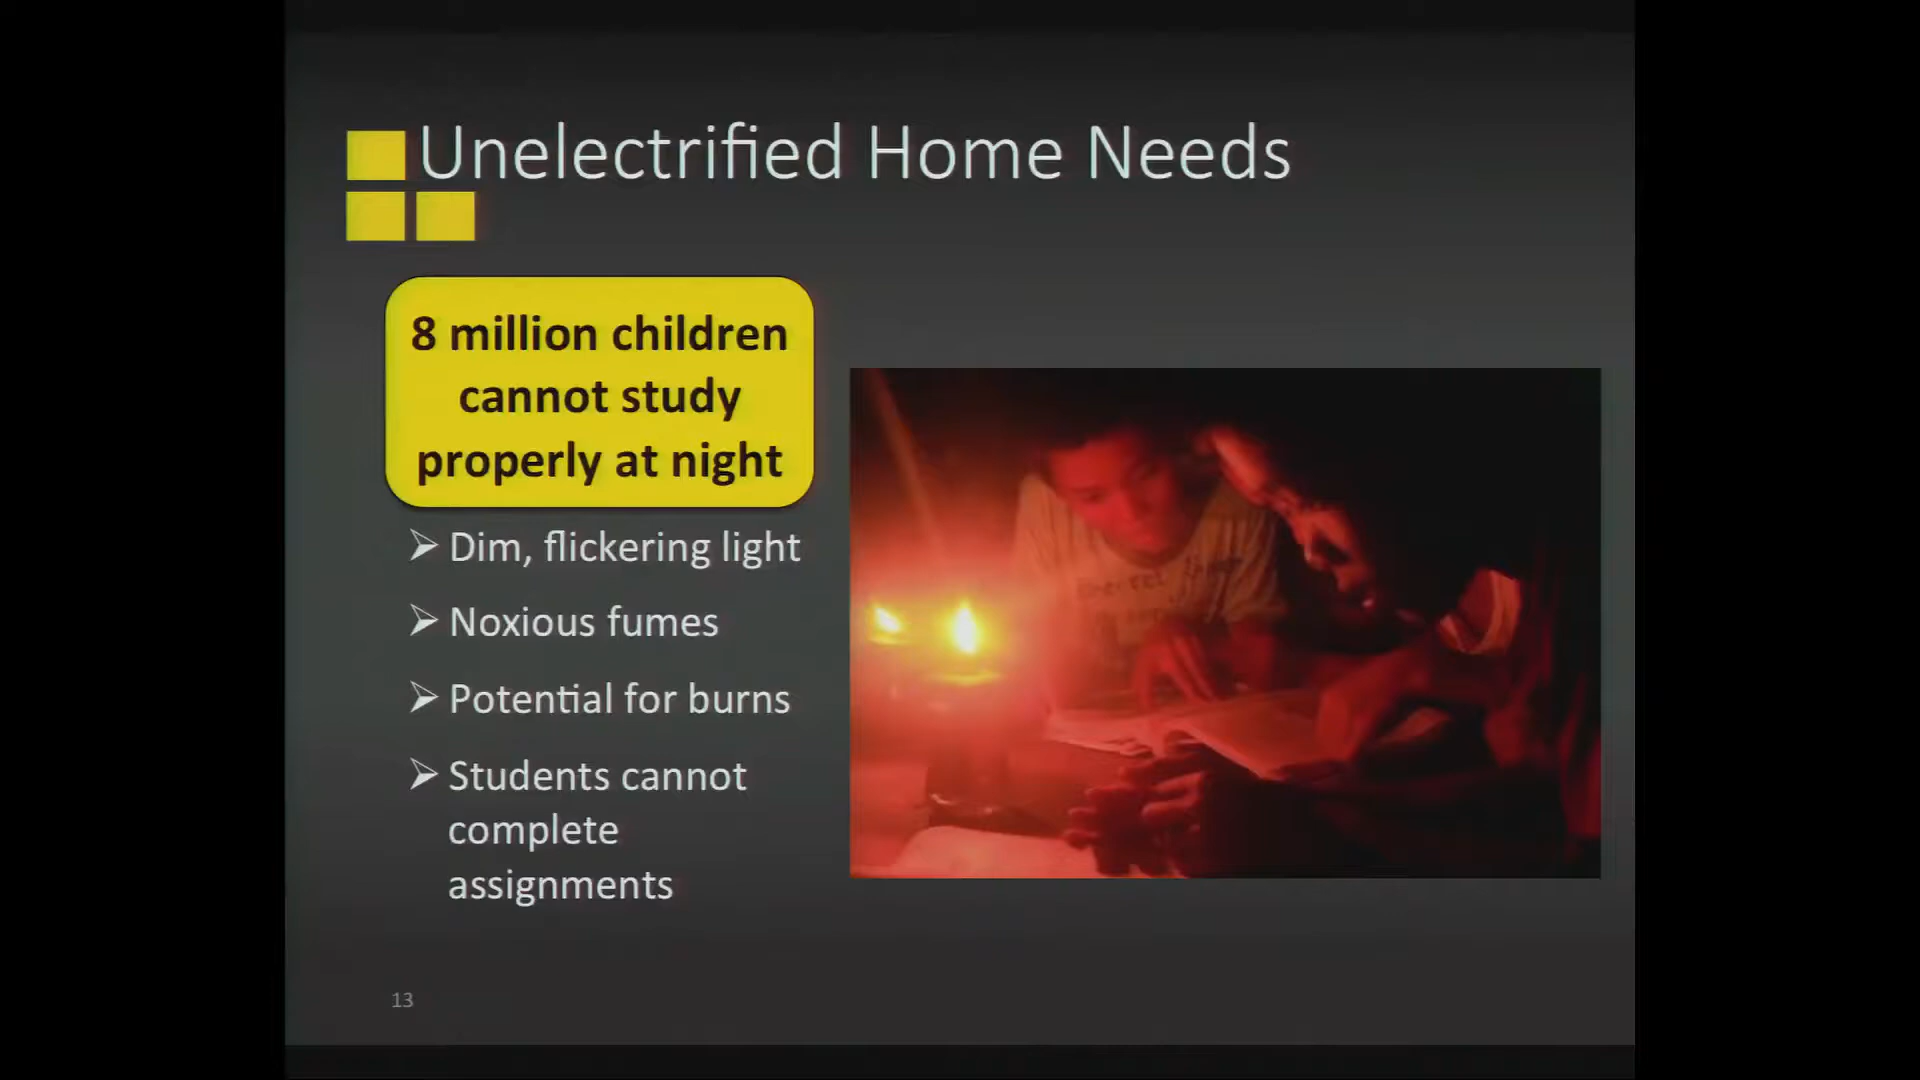 Unelectrified Home Needs
8 million children
cannot study
properly at night
Dim, flickering light
Noxious fumes
Potential for burns
Students cannot
complete
assignments
13